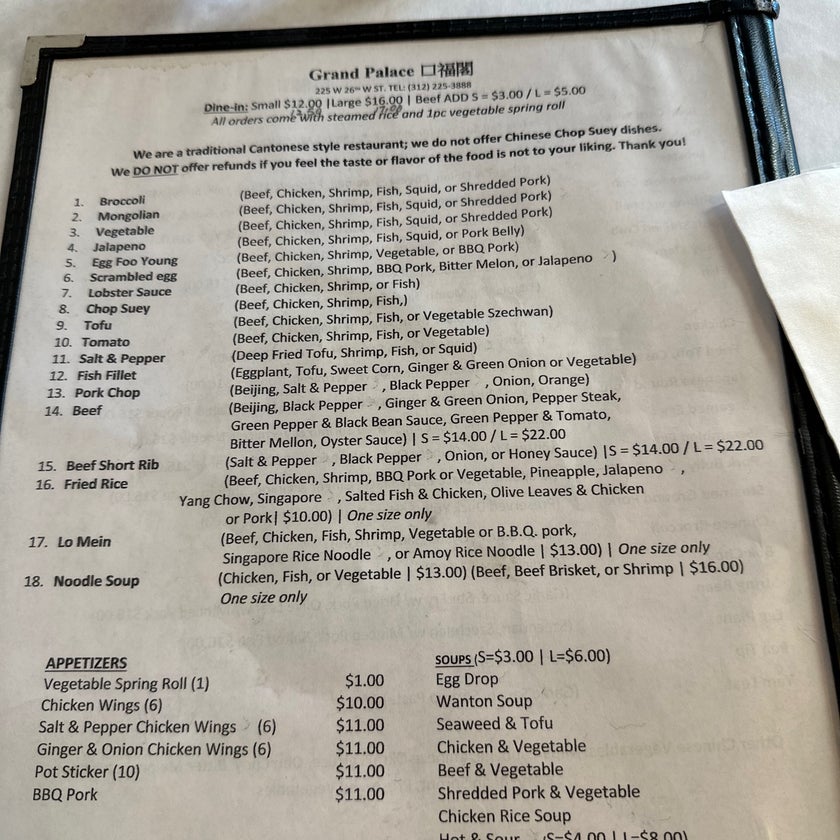 Grand Palace 口福閣
225 W 26TH W ST. TEL: (312) 225-3888
Dine-in: Small $12.00 |Large $16.00 | Beef ADD S = $3.00 / L = $5.00
All orders come with steamed rice and 1pc vegetable spring roll
We are a traditional Cantonese style restaurant; we do not offer Chinese Chop Suey dishes.
We DO NOT offer refunds if you feel the taste or flavor of the food is not to your liking. Thank you!
1. Broccoli (Beef, Chicken, Shrimp, Fish, Squid, or Shredded Pork)
2. Mongolian (Beef, Chicken, Shrimp, Fish, Squid, or Shredded Pork)
3. Vegetable (Beef, Chicken, Shrimp, Fish, Squid, or Shredded Pork)
4. Jalapeno (Beef, Chicken, Shrimp, Fish, Squid, or Pork Belly)
5. Egg Foo Young (Beef, Chicken, Shrimp, Vegetable, or BBQ Pork)
6. Scrambled egg (Beef, Chicken, Shrimp, BBQ Pork, Bitter Melon, or Jalapeno )
7. Lobster Sauce (Beef, Chicken, Shrimp, or Fish)
8. Chop Suey (Beef, Chicken, Shrimp, Fish,)
9. Tofu (Beef, Chicken, Shrimp, Fish, or Vegetable Szechwan)
10. Tomato (Beef, Chicken, Shrimp, Fish, or Vegetable)
11. Salt & Pepper (Deep Fried Tofu, Shrimp, Fish, or Squid)
12. Fish Fillet (Eggplant, Tofu, Sweet Corn, Ginger & Green Onion or Vegetable)
13. Pork Chop (Beijing, Salt & Pepper , Black Pepper , Onion, Orange)
14. Beef (Beijing, Black Pepper , Ginger & Green Onion, Pepper Steak,
Green Pepper & Black Bean Sauce, Green Pepper & Tomato,
Bitter Mellon, Oyster Sauce) | S = $14.00 / L = $22.00
15. Beef Short Rib (Salt & Pepper , Black Pepper , Onion, or Honey Sauce) |S = $14.00 / L = $22.00
16. Fried Rice (Beef, Chicken, Shrimp, BBQ Pork or Vegetable, Pineapple, Jalapeno ,
Yang Chow, Singapore , Salted Fish & Chicken, Olive Leaves & Chicken
or Pork| $10.00) | One size only
17. Lo Mein (Beef, Chicken, Fish, Shrimp, Vegetable or B.B.Q. pork,
Singapore Rice Noodle , or Amoy Rice Noodle | $13.00) | One size only
18. Noodle Soup (Chicken, Fish, or Vegetable | $13.00) (Beef, Beef Brisket, or Shrimp | $16.00)
One size only
APPETIZERS
Vegetable Spring Roll (1) $1.00
Chicken Wings (6) $10.00
Salt & Pepper Chicken Wings (6) $11.00
Ginger & Onion Chicken Wings (6) $11.00
Pot Sticker (10) $11.00
BBQ Pork $11.00
SOUPS (S=$3.00 | L=$6.00)
Egg Drop
Wanton Soup
Seaweed & Tofu
Chicken & Vegetable
Beef & Vegetable
Shredded Pork & Vegetable
Chicken Rice Soup
Hot & Sour (S=$4.00 | L=$8.00)